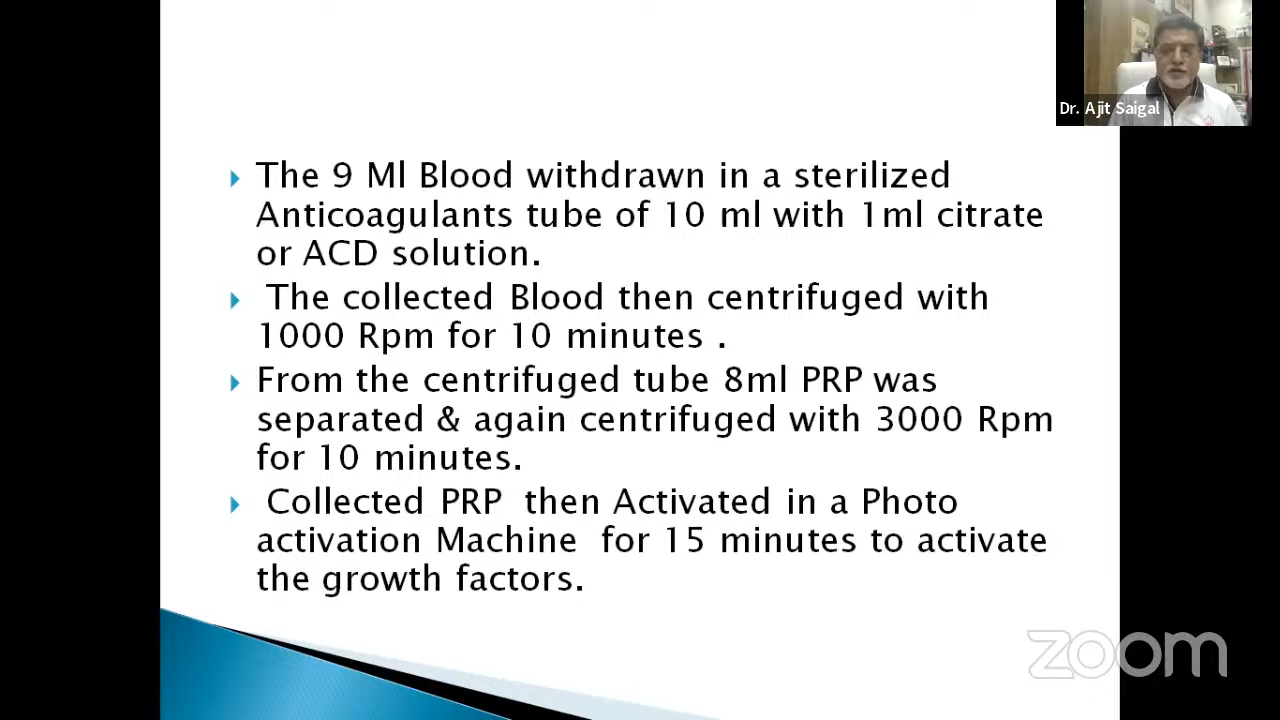 Dr. Ajit Saigal
The 9 Ml Blood withdrawn in a sterilized
Anticoagulants tube of 10 ml with 1ml citrate
or ACD solution.
The collected Blood then centrifuged with
1000 Rpm for 10 minutes .
From the centrifuged tube 8ml PRP was
separated & again centrifuged with 3000 Rpm
for 10 minutes.
Collected PRP then Activated in a Photo
activation Machine for 15 minutes to activate
the growth factors.
zoom